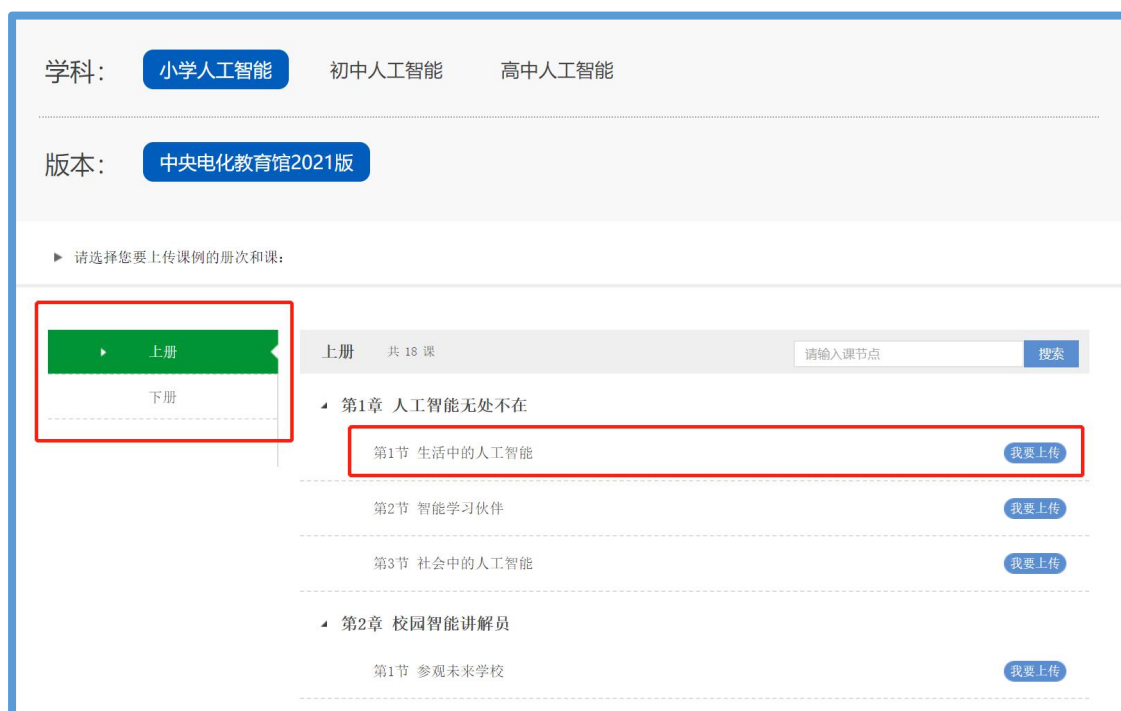 学科： 小学人工智能 初中人工智能 高中人工智能
版本： 中央电化教育馆2021版
请选择您要上传课例的册次和课：
上册
下册
上册 共 18 课 请输入课节点 搜索
第1章 人工智能无处不在
第1节 生活中的人工智能 我要上传
第2节 智能学习伙伴 我要上传
第3节 社会中的人工智能 我要上传
第2章 校园智能讲解员
第1节 参观未来学校 我要上传